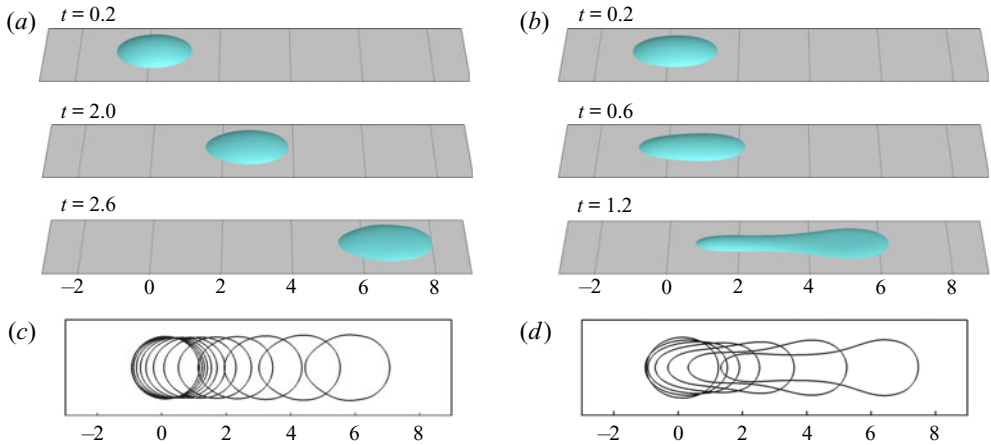 (a) t = 0.2
t = 2.0
t = 2.6
−2 0 2 4 6 8
(b) t = 0.2
t = 0.6
t = 1.2
−2 0 2 4 6 8
(c)
−2 0 2 4 6 8
(d)
−2 0 2 4 6 8